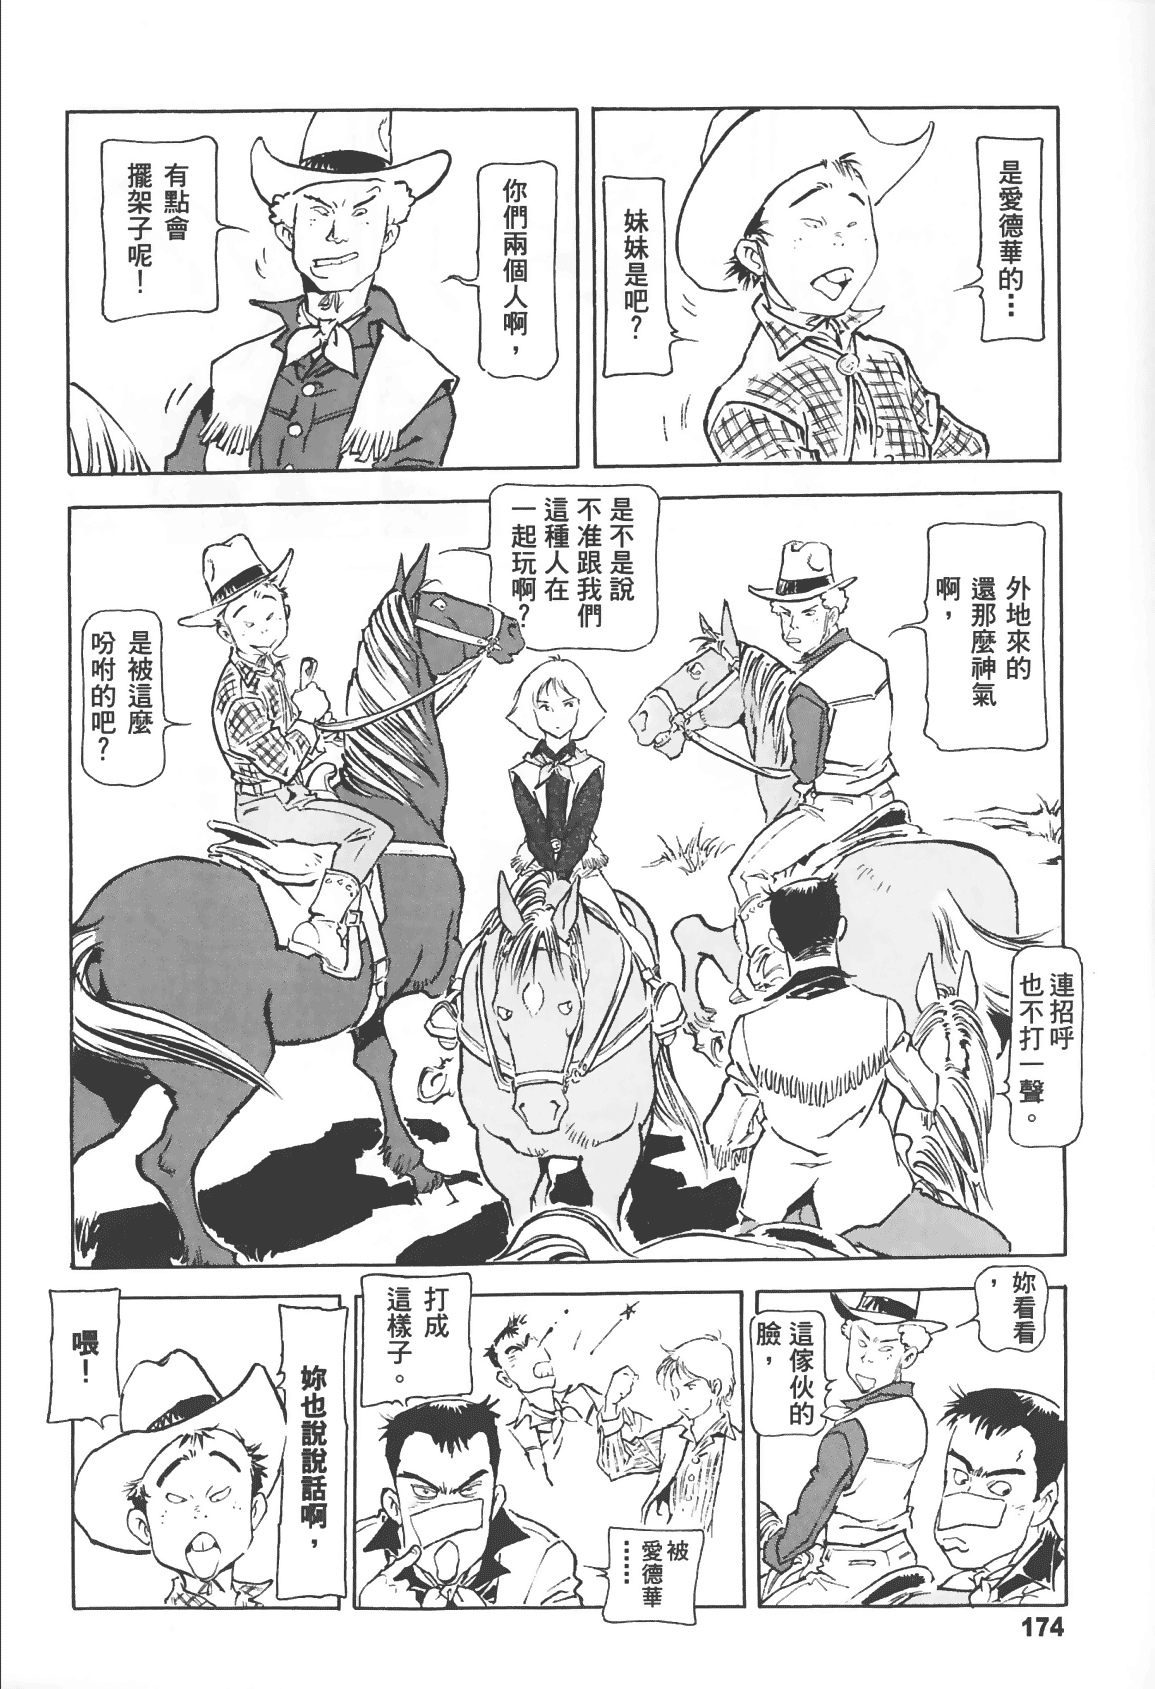 是愛德華的…
妹妹是吧？
你們兩個人啊，
有點會
擺架子呢！
外地來的
還那麼神氣
啊，
連招呼
也不打一聲。
是不是說
不准跟我們
這種人在
一起玩啊？
是被這麼
吩咐的吧？
妳看看
，
這傢伙的
臉，
被
愛德華
……
打成
這樣子。
妳也說說話啊，
喂！
174